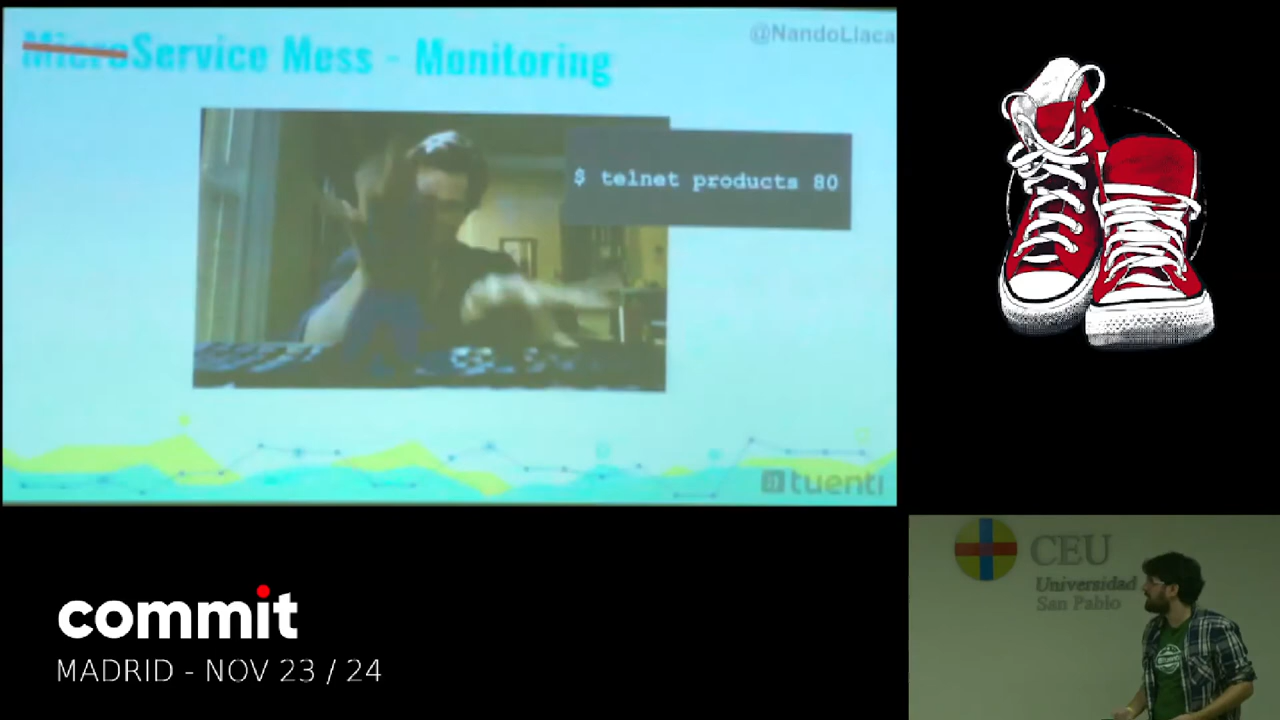 @NandoLlaca
MicroService Mess - Monitoring
$ telnet products 80
tuenti
commit
MADRID - NOV 23 / 24
CEU
Universidad
San Pablo